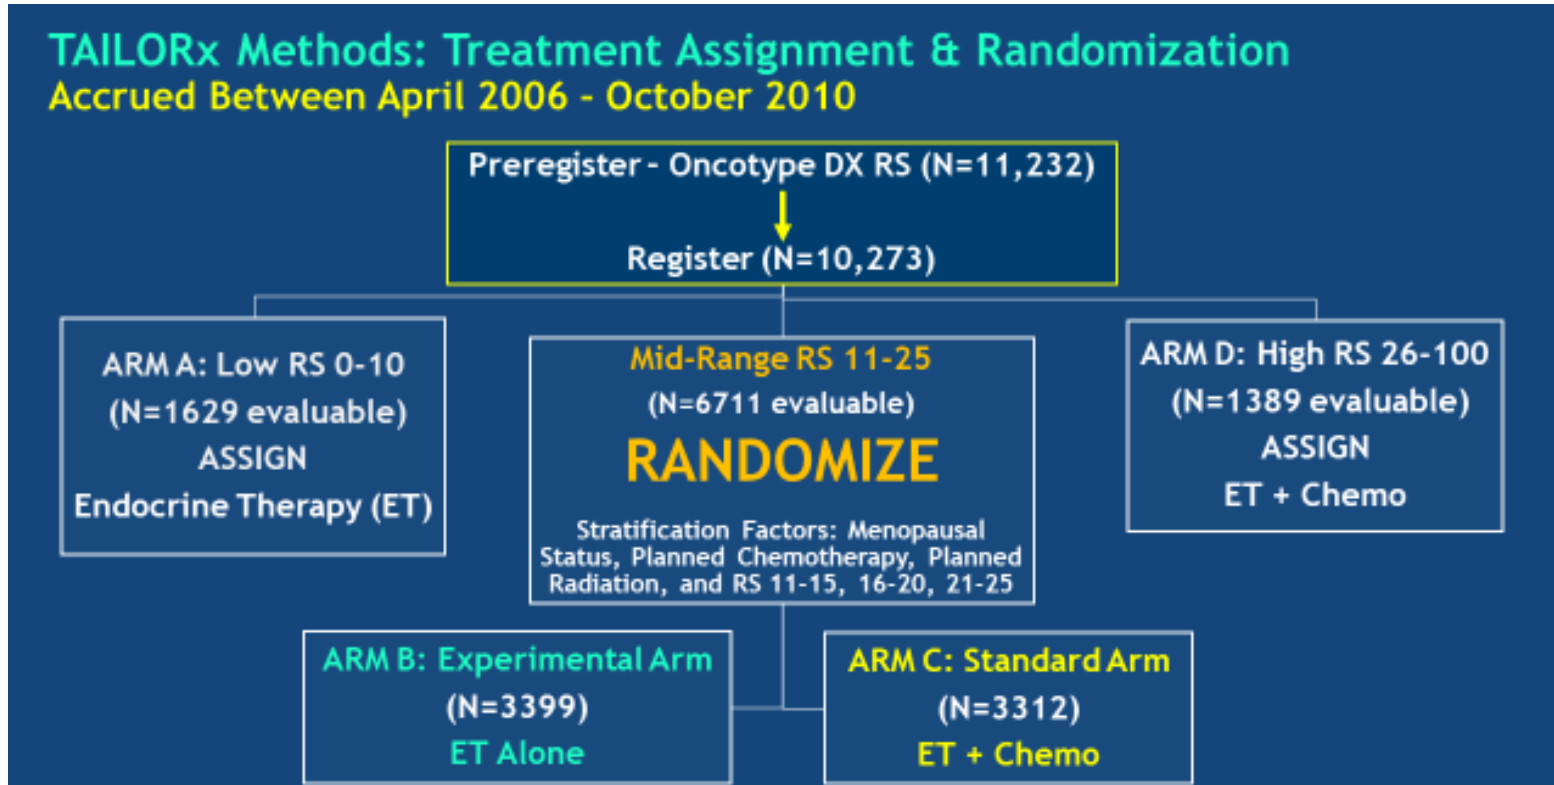 TAILORx Methods: Treatment Assignment & Randomization
Accrued Between April 2006 - October 2010
Preregister - Oncotype DX RS (N=11,232)
Register (N=10,273)
ARM A: Low RS 0-10
(N=1629 evaluable)
ASSIGN
Endocrine Therapy (ET)
Mid-Range RS 11-25
(N=6711 evaluable)
RANDOMIZE
Stratification Factors: Menopausal
Status, Planned Chemotherapy, Planned
Radiation, and RS 11-15, 16-20, 21-25
ARM D: High RS 26-100
(N=1389 evaluable)
ASSIGN
ET + Chemo
ARM B: Experimental Arm
(N=3399)
ET Alone
ARM C: Standard Arm
(N=3312)
ET + Chemo